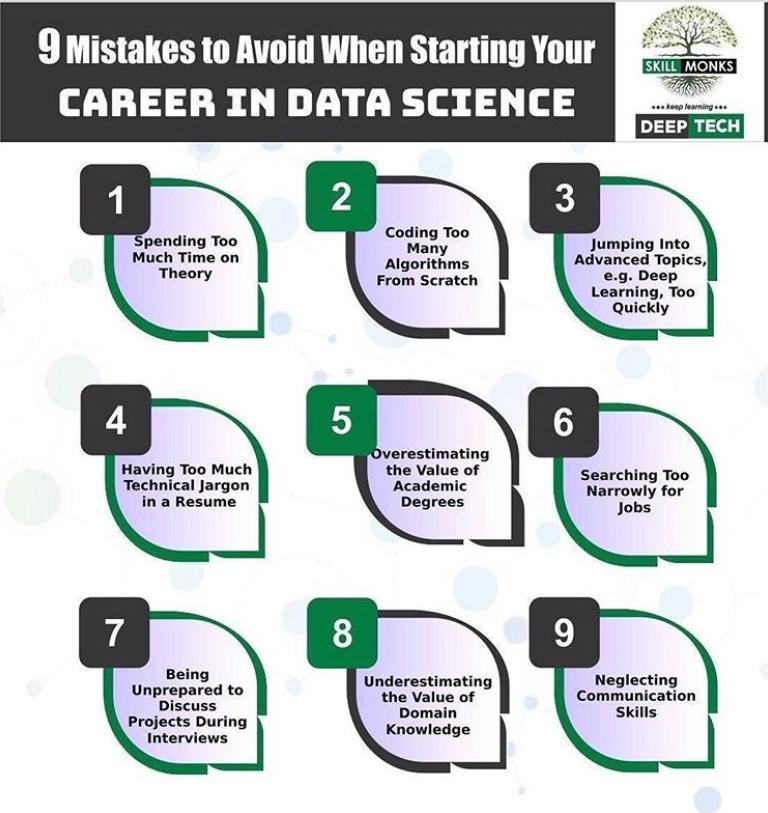 9 Mistakes to Avoid When Starting Your
CAREER IN DATA SCIENCE
SKILL MONKS
••• keep learning •••
DEEP TECH
1
Spending Too
Much Time on
Theory
2
Coding Too
Many
Algorithms
From Scratch
3
Jumping Into
Advanced Topics,
e.g. Deep
Learning, Too
Quickly
4
Having Too Much
Technical Jargon
in a Resume
5
Overestimating
the Value of
Academic
Degrees
6
Searching Too
Narrowly for
Jobs
7
Being
Unprepared to
Discuss
Projects During
Interviews
8
Underestimating
the Value of
Domain
Knowledge
9
Neglecting
Communication
Skills